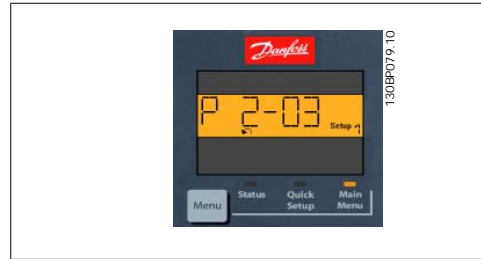 Danfoss
130BP079.10
P 2-03
Setup 1
Status
Quick
Setup
Main
Menu
Menu